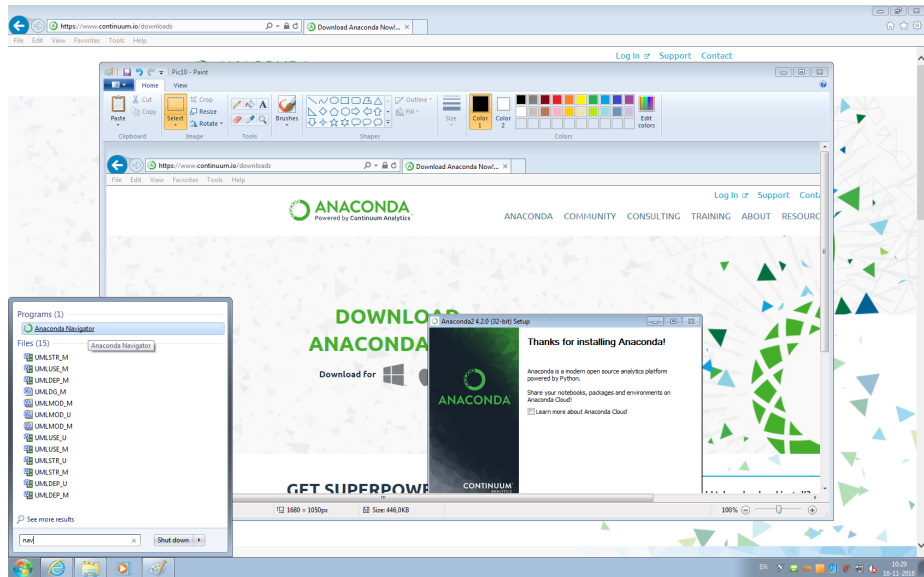 https://www.continuum.io/downloads
Download Anaconda Now!...
File Edit View Favorites Tools Help
Log In Support Contact
Pic10 - Paint
Home View
Paste
Cut
Copy
Clipboard
Select
Crop
Resize
Rotate
Image
Tools
Brushes
Outline
Fill
Shapes
Size
Color 1
Color 2
Edit colors
Colors
https://www.continuum.io/downloads
Download Anaconda Now!...
File Edit View Favorites Tools Help
Log In Support Conta
ANACONDA
Powered by Continuum Analytics
ANACONDA COMMUNITY CONSULTING TRAINING ABOUT RESOURC
DOWNLOA
ANACONDA
Download for
Anaconda2 4.2.0 (32-bit) Setup
Thanks for installing Anaconda!
Anaconda is a modern open source analytics platform
powered by Python.
Share your notebooks, packages and environments on
Anaconda Cloud!
Learn more about Anaconda Cloud
ANACONDA
CONTINUUM
ANALYTICS
GET SUPERPOWE
1680 × 1050px
Size: 446,0KB
100%
Programs (1)
Anaconda Navigator
Anaconda Navigator
Files (15)
UMLSTR_M
UMLUSE_M
UMLDEP_M
UMLDG_M
UMLMOD_M
UMLMOD_U
UMLMOD_M
UMLUSE_U
UMLUSE_M
UMLSTR_U
UMLSTR_M
UMLDEP_U
UMLDEP_M
See more results
nav
Shut down
EN
10:29
16-11-2016